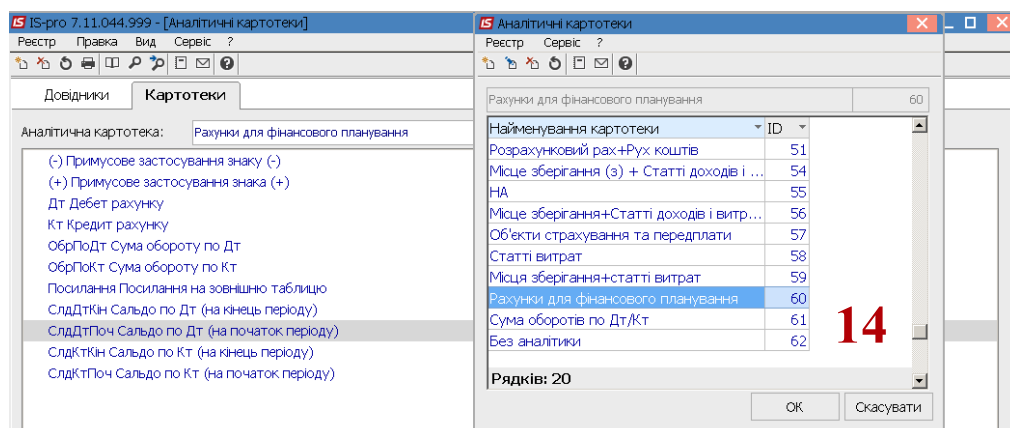 IS-pro 7.11.044.999 - [Аналітичні картотеки]
Реєстр Правка Вид Сервіс ?
Довідники Картотеки
Аналітична картотека: Рахунки для фінансового планування
(-) Примусове застосування знаку (-)
(+) Примусове застосування знака (+)
Дт Дебет рахунку
Кт Кредит рахунку
ОбрПоДт Сума обороту по Дт
ОбрПоКт Сума обороту по Кт
Посилання Посилання на зовнішню таблицю
СлдДтКін Сальдо по Дт (на кінець періоду)
СлдДтПоч Сальдо по Дт (на початок періоду)
СлдКтКін Сальдо по Кт (на кінець періоду)
СлдКтПоч Сальдо по Кт (на початок періоду)
Аналітичні картотеки
Реєстр Сервіс ?
Рахунки для фінансового планування 60
Найменування картотеки ID
Розрахунковий рах+Рух коштів 51
Місце зберігання (з) + Статті доходів і ... 54
НА 55
Місце зберігання+Статті доходів і витр... 56
Об'єкти страхування та передплати 57
Статті витрат 58
Місця зберігання+статті витрат 59
Рахунки для фінансового планування 60
Сума оборотів по Дт/Кт 61
Без аналітики 62
14
Рядків: 20
ОК Скасувати